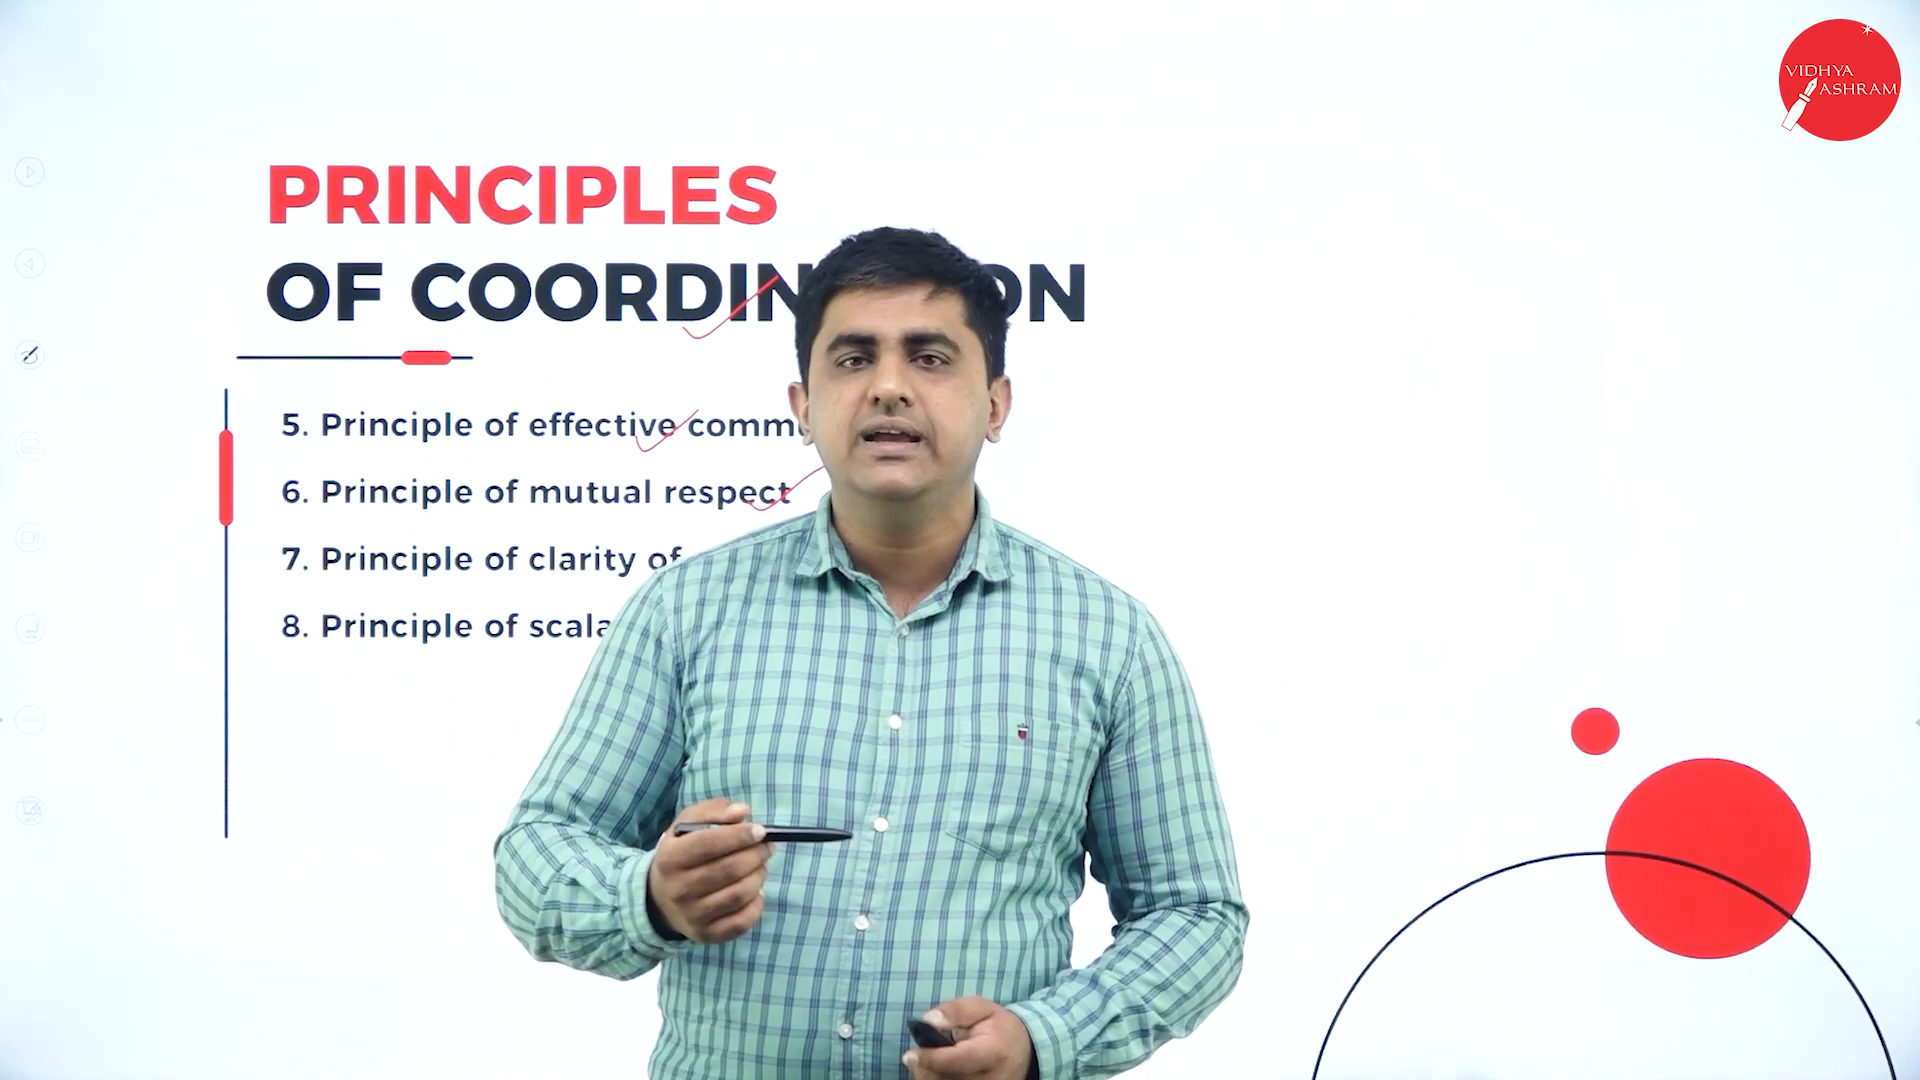 VIDHYA
ASHRAM
PRINCIPLES
OF COORDIN ON
5. Principle of effective comm
6. Principle of mutual respect
7. Principle of clarity of
8. Principle of scala